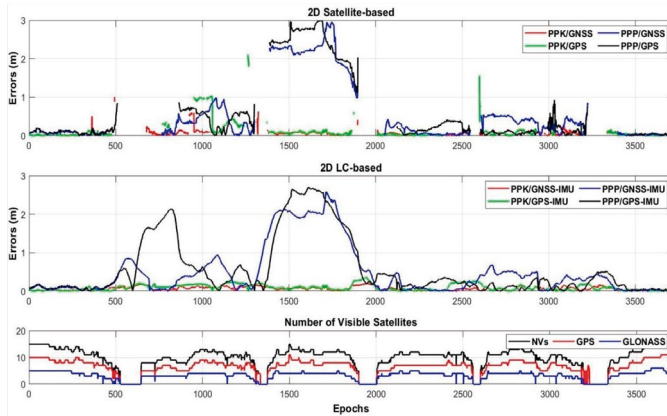 2D Satellite-based
3
2
1
0
Errors (m)
PPK/GNSS PPP/GNSS
PPK/GPS PPP/GPS
0 500 1000 1500 2000 2500 3000 3500
2D LC-based
3
2
1
0
Errors (m)
PPK/GNSS-IMU PPP/GNSS-IMU
PPK/GPS-IMU PPP/GPS-IMU
0 500 1000 1500 2000 2500 3000 3500
Number of Visible Satellites
20
15
10
5
0
NVs GPS GLONASS
0 500 1000 1500 2000 2500 3000 3500
Epochs